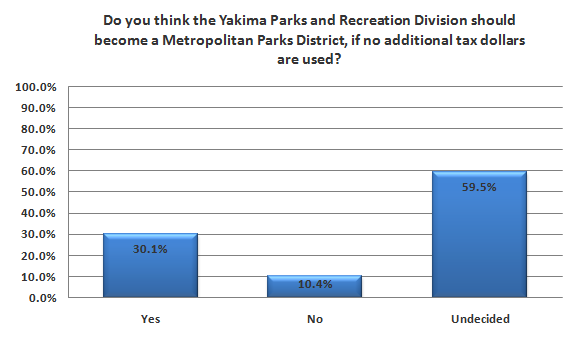 Do you think the Yakima Parks and Recreation Division should
become a Metropolitan Parks District, if no additional tax dollars
are used?
100.0%
90.0%
80.0%
70.0%
60.0%
50.0%
40.0%
30.0%
20.0%
10.0%
0.0%
30.1%
10.4%
59.5%
Yes
No
Undecided